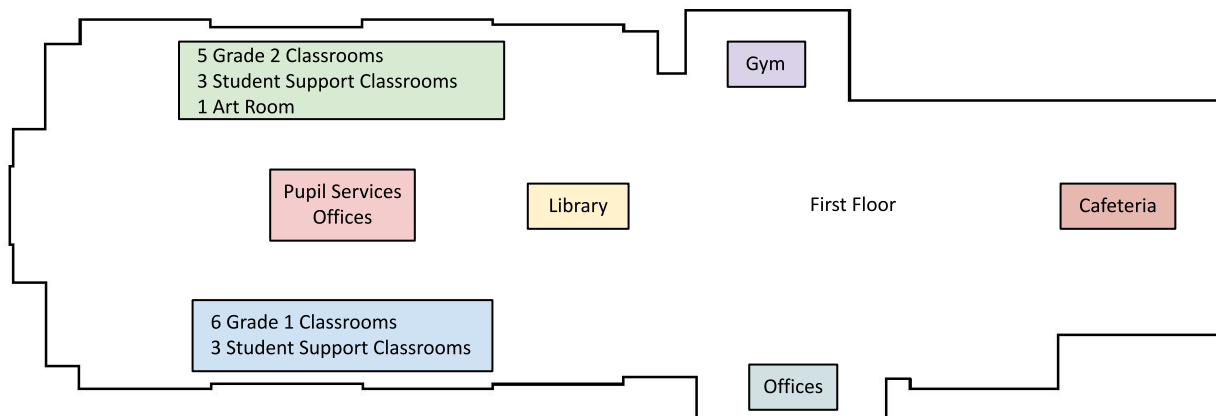 5 Grade 2 Classrooms
3 Student Support Classrooms
1 Art Room
Gym
Pupil Services
Offices
Library
First Floor
Cafeteria
6 Grade 1 Classrooms
3 Student Support Classrooms
Offices